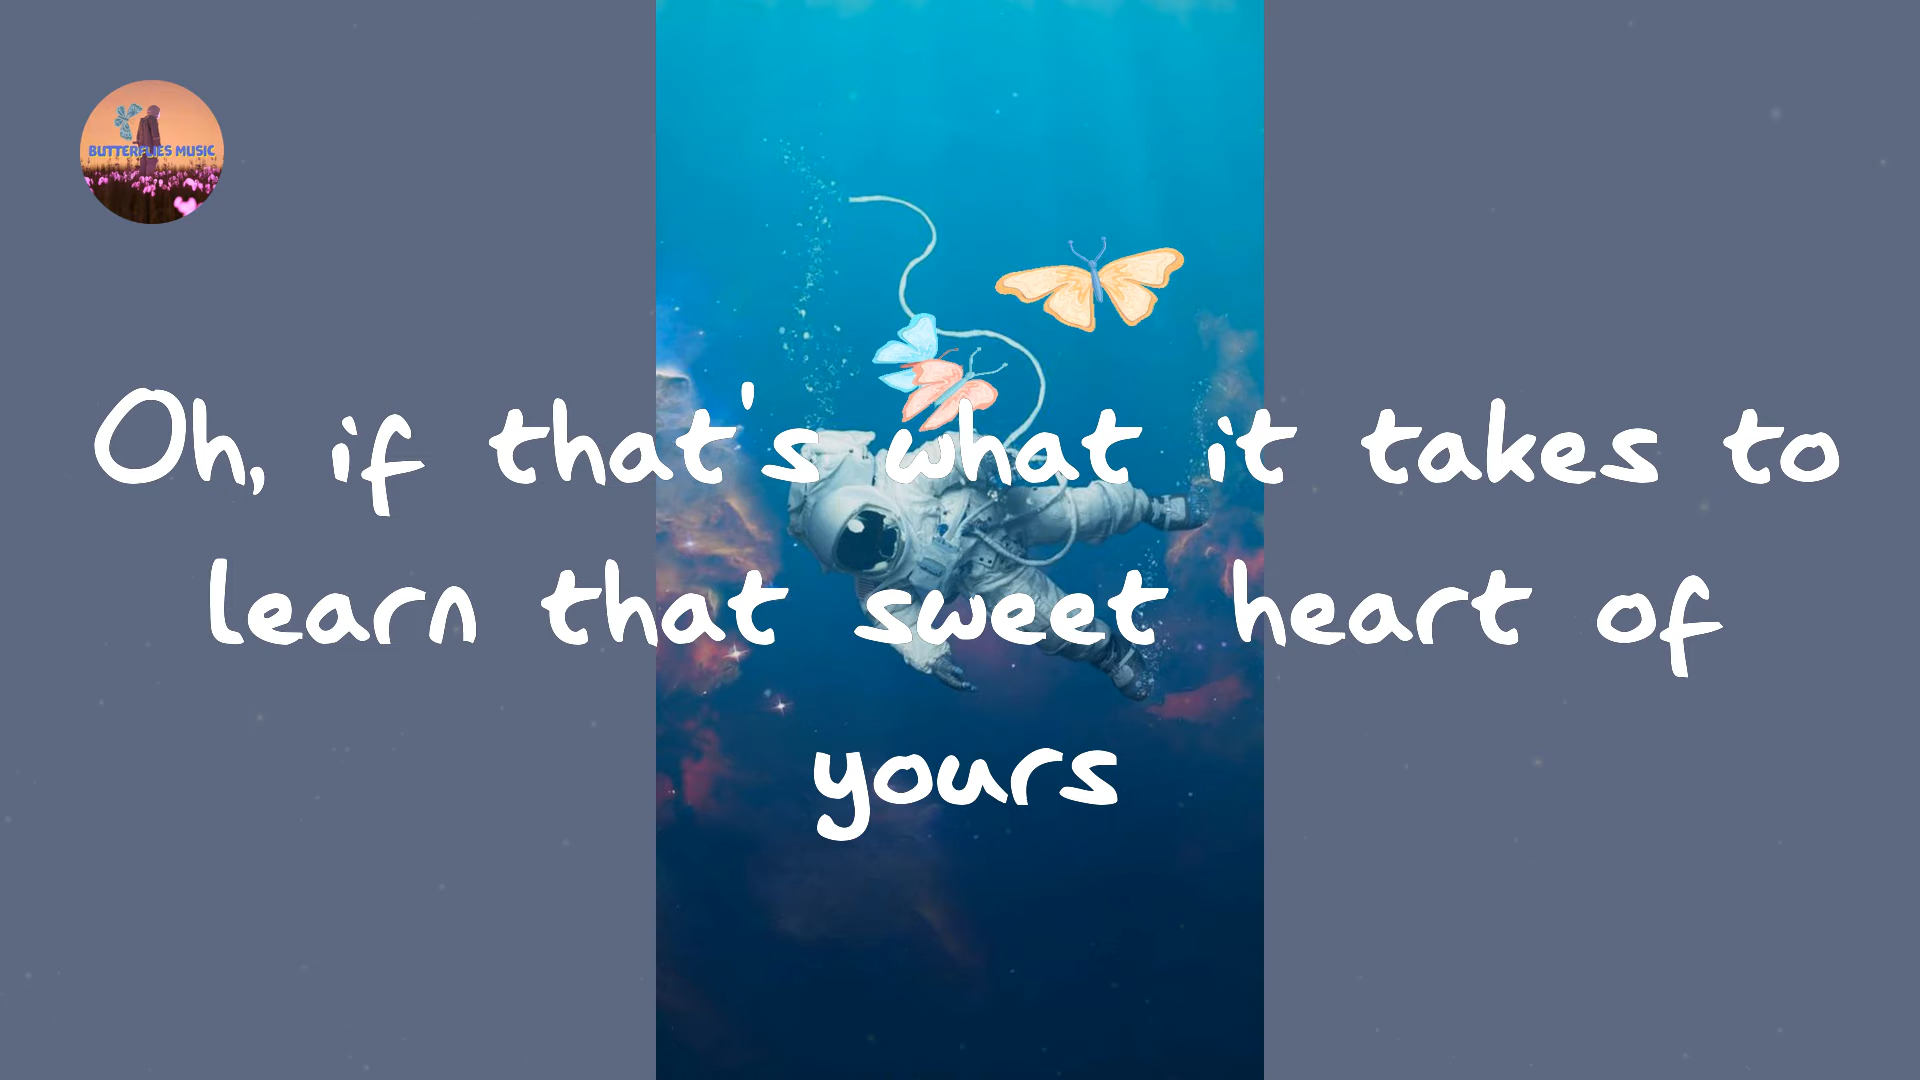 BUTTERFLIES MUSIC
Oh, if that's what it takes to
learn that sweet heart of
yours